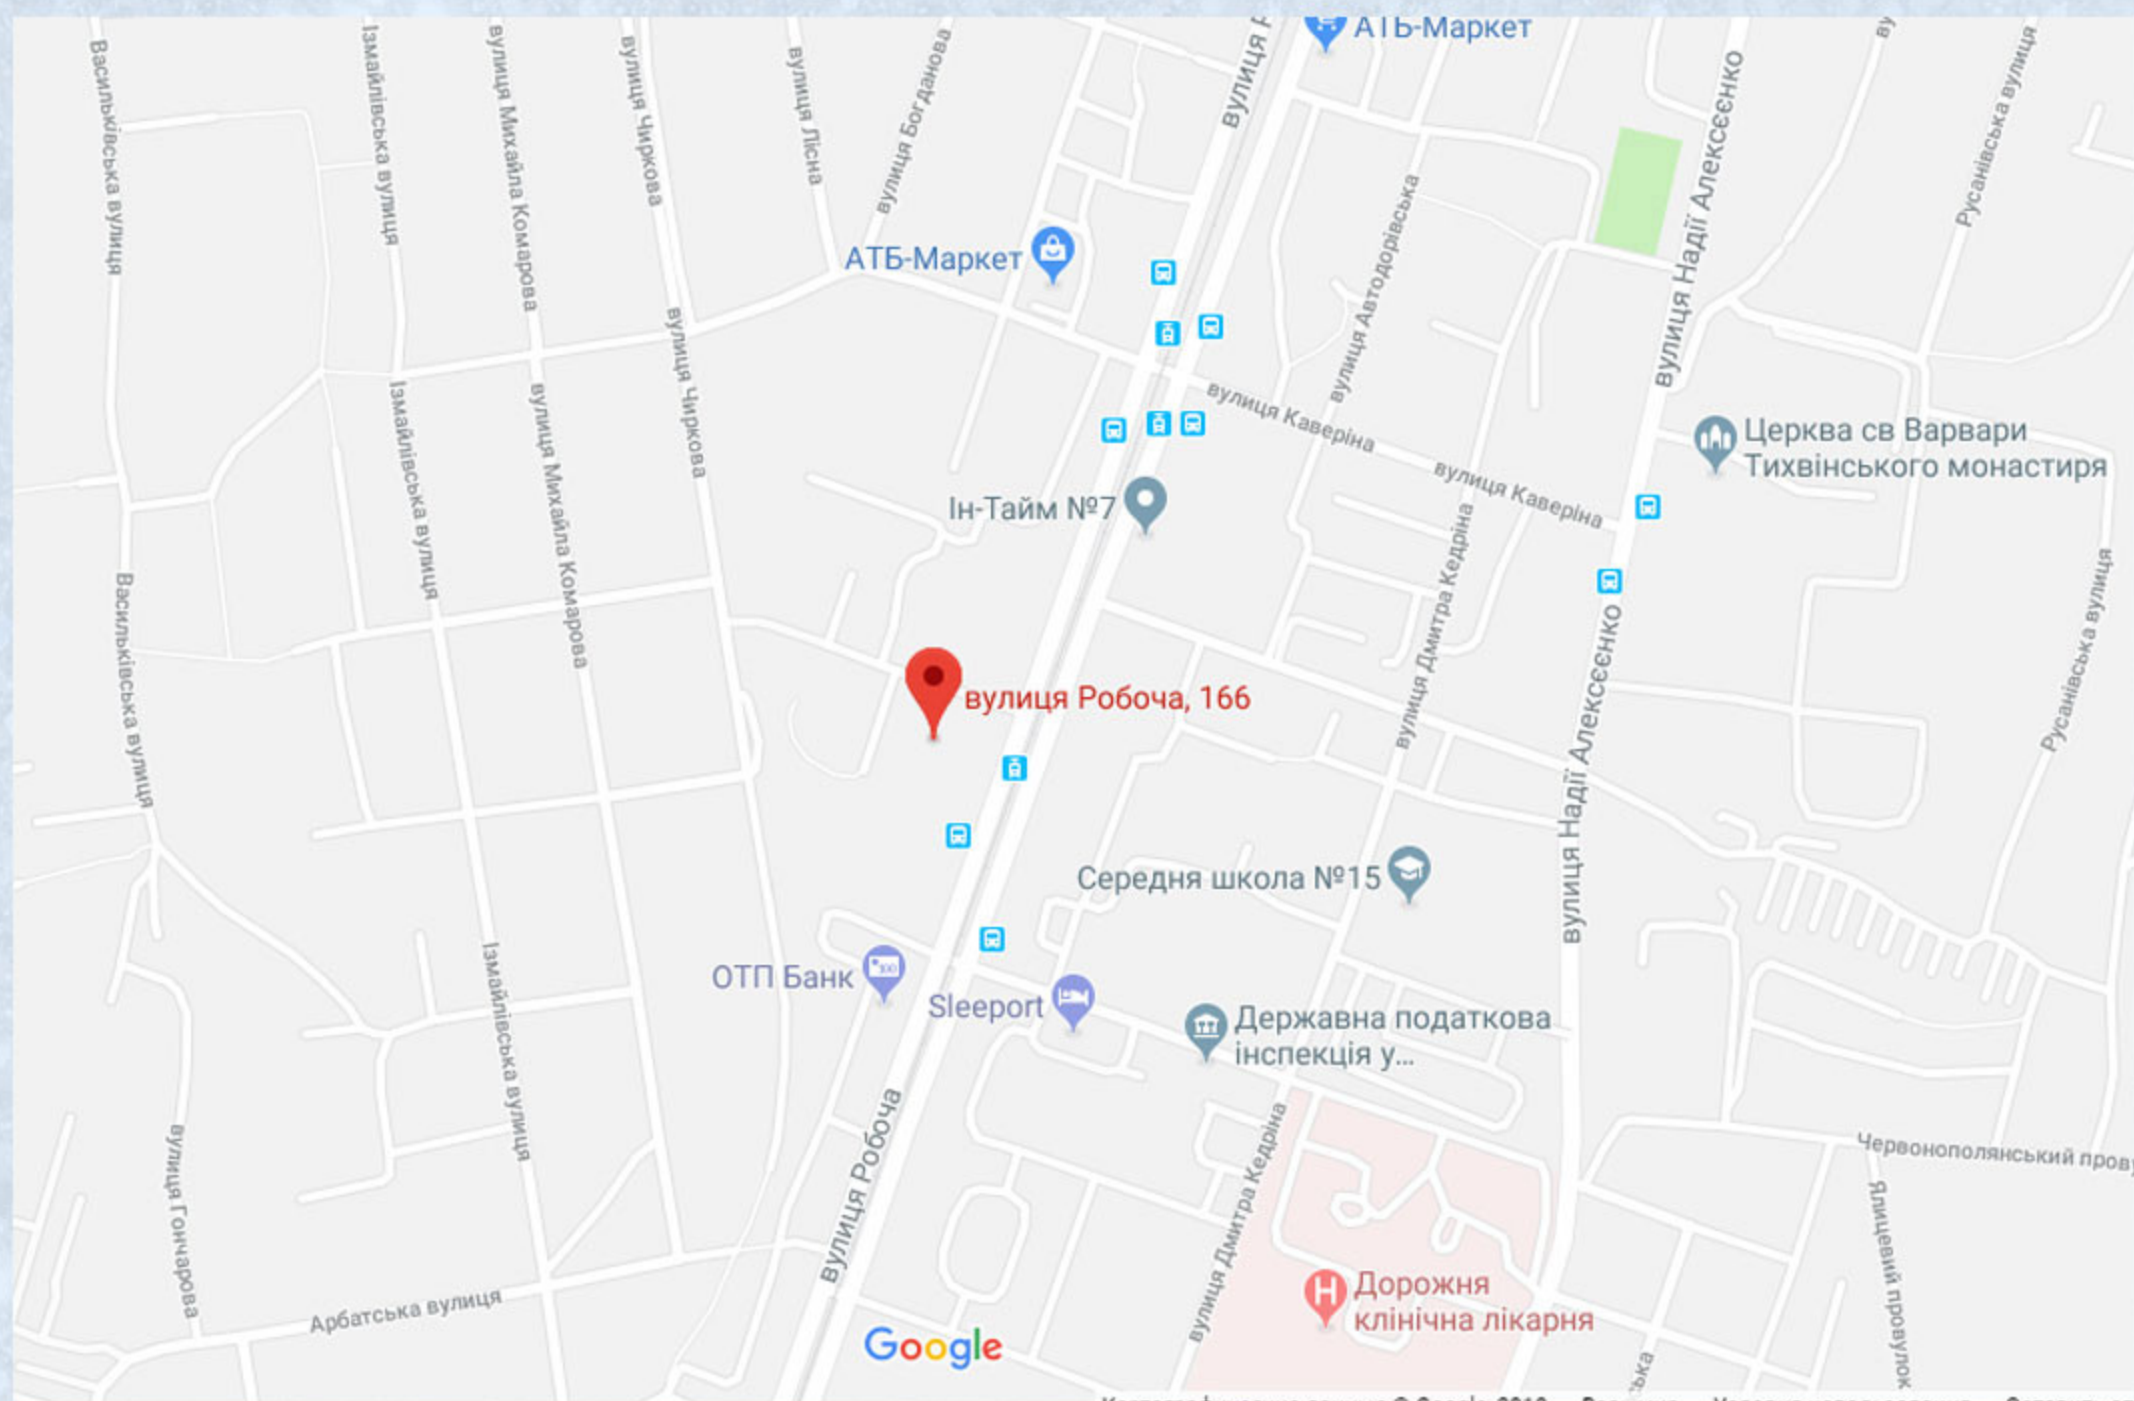 АТБ-Маркет
вулиця Р
ву
Васильківська вулиця
Ізмайлівська вулиця
вулиця Михайла Комарова
вулиця Чиркова
вулиця Лісна
вулиця Богданова
вулиця Надії Алексєєнко
Русанівська вулиця
АТБ-Маркет
вулиця Автодорівська
вулиця Чиркова
вулиця Каверіна
вулиця Каверіна
Церква св Варвари
Тихвінського монастиря
Ізмайлівська вулиця
вулиця Михайла Комарова
Ін-Тайм №7
вулиця Дмитра Кедріна
Васильківська вулиця
вулиця Робоча, 166
вулиця Надії Алексєєнко
Русанівська вулиця
Середня школа №15
ОТП Банк
Sleeport
Державна податкова
інспекція у...
Ізмайлівська вулиця
вулиця Робоча
вулиця Дмитра Кедріна
вулиця Гончарова
Червонополянський прову
Ялицевий провулок
Арбатська вулиця
Дорожня
клінічна лікарня
Google
ська